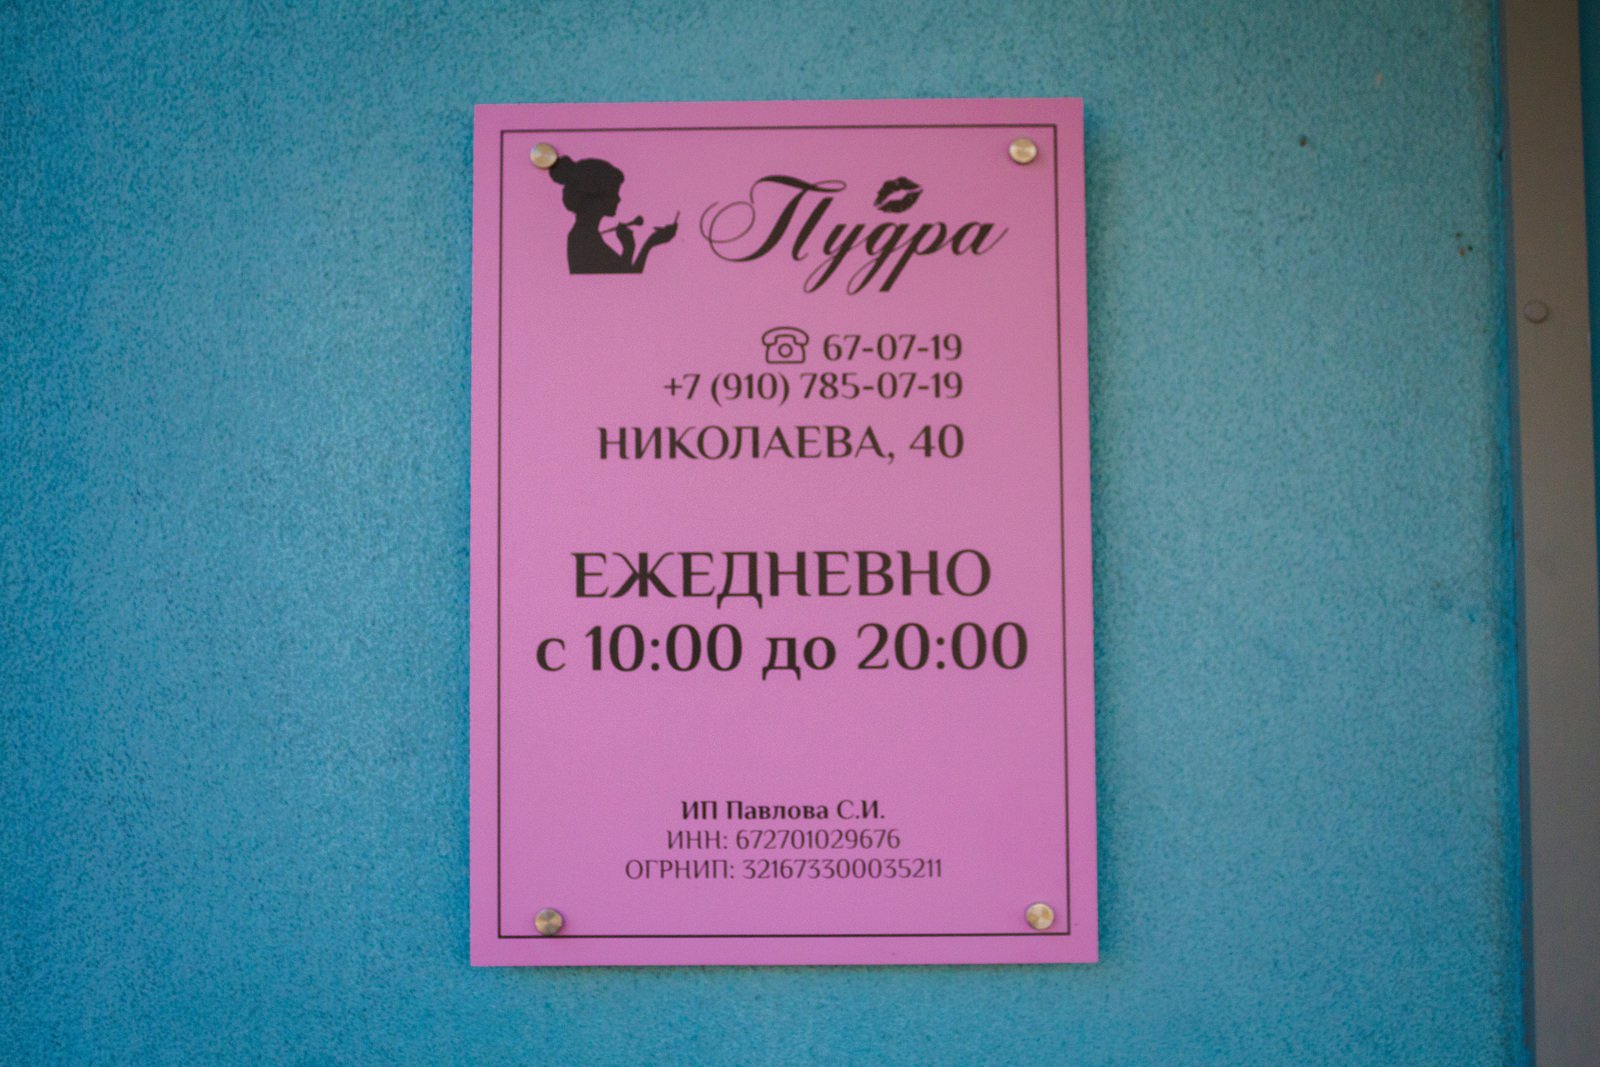 Пудра
67-07-19
+7 (910) 785-07-19
НИКОЛАЕВА, 40
ЕЖЕДНЕВНО
с 10:00 до 20:00
ИП Павлова С.И.
ИНН: 672701029676
ОГРНИП: 321673300035211